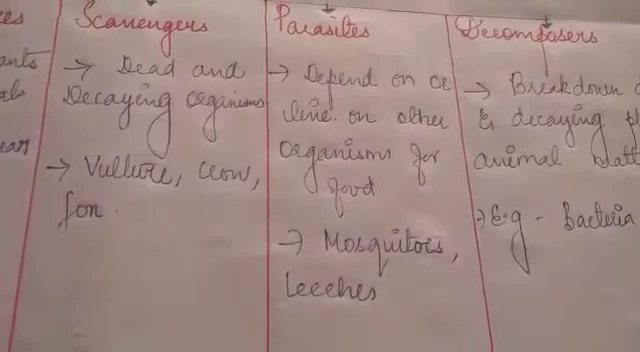 Scavengers
→ Dead and
Decaying organisms
→ Vulture, crow,
fox.
Parasites
→ Depend on or
live on other
organisms for
food
→ Mosquitoes,
Leeches
Decomposers
→ Breakdown
& decaying
animal
→ E.g - Bacteria
ants